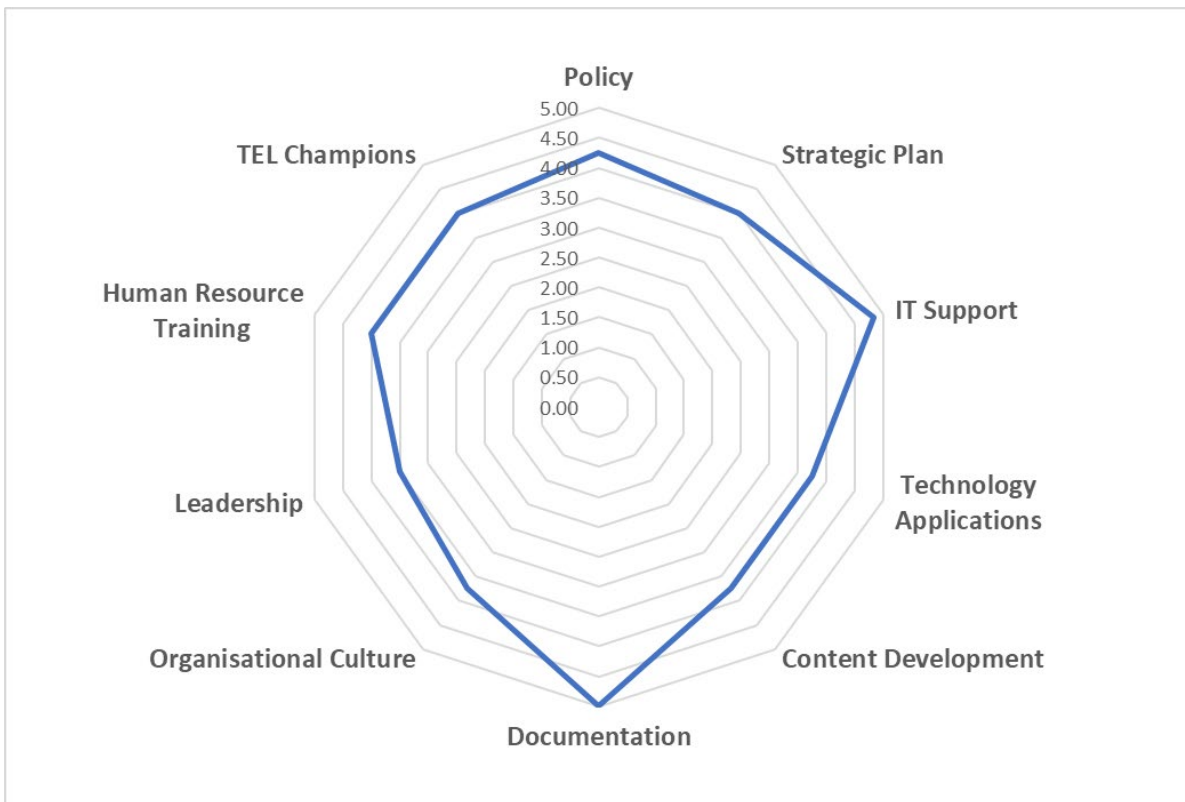 Policy
5.00
4.50
4.00
3.50
3.00
2.50
2.00
1.50
1.00
0.50
0.00
Strategic Plan
IT Support
Technology
Applications
Content Development
Documentation
Organisational Culture
Leadership
Human Resource
Training
TEL Champions